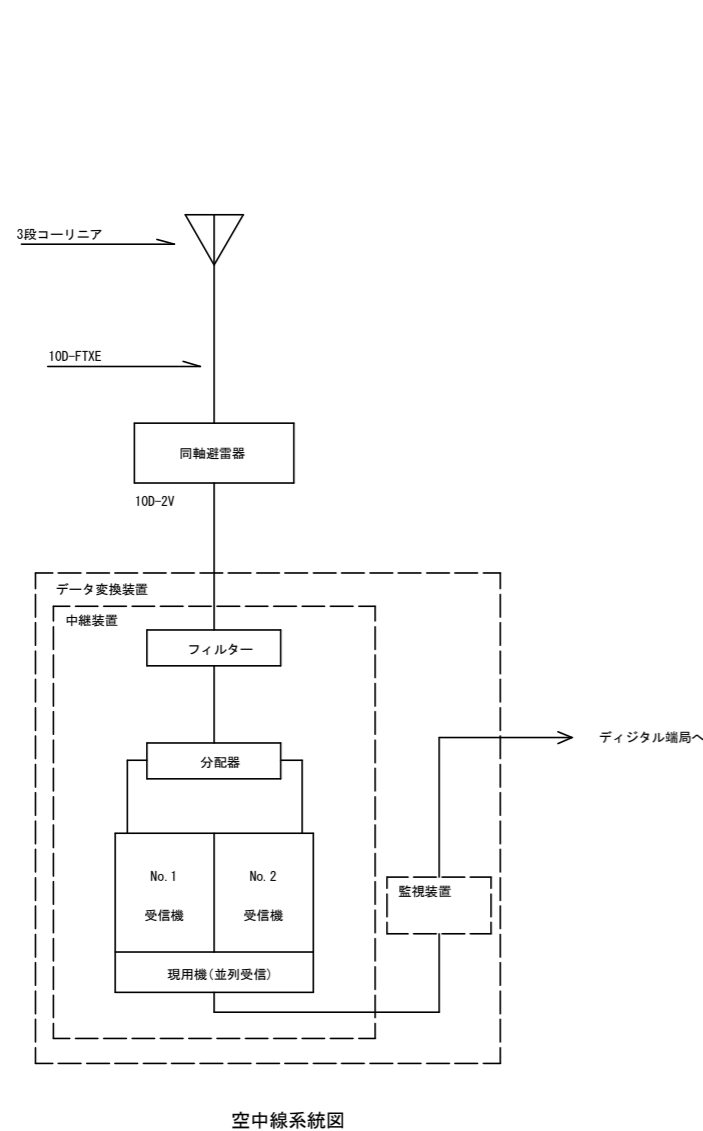 3段コーリニア
10D-FTXE
同軸避雷器
10D-2V
データ変換装置
中継装置
フィルター
ディジタル端局へ
分配器
No.1
No.2
監視装置
受信機
受信機
現用機(並列受信)
空中線系統図